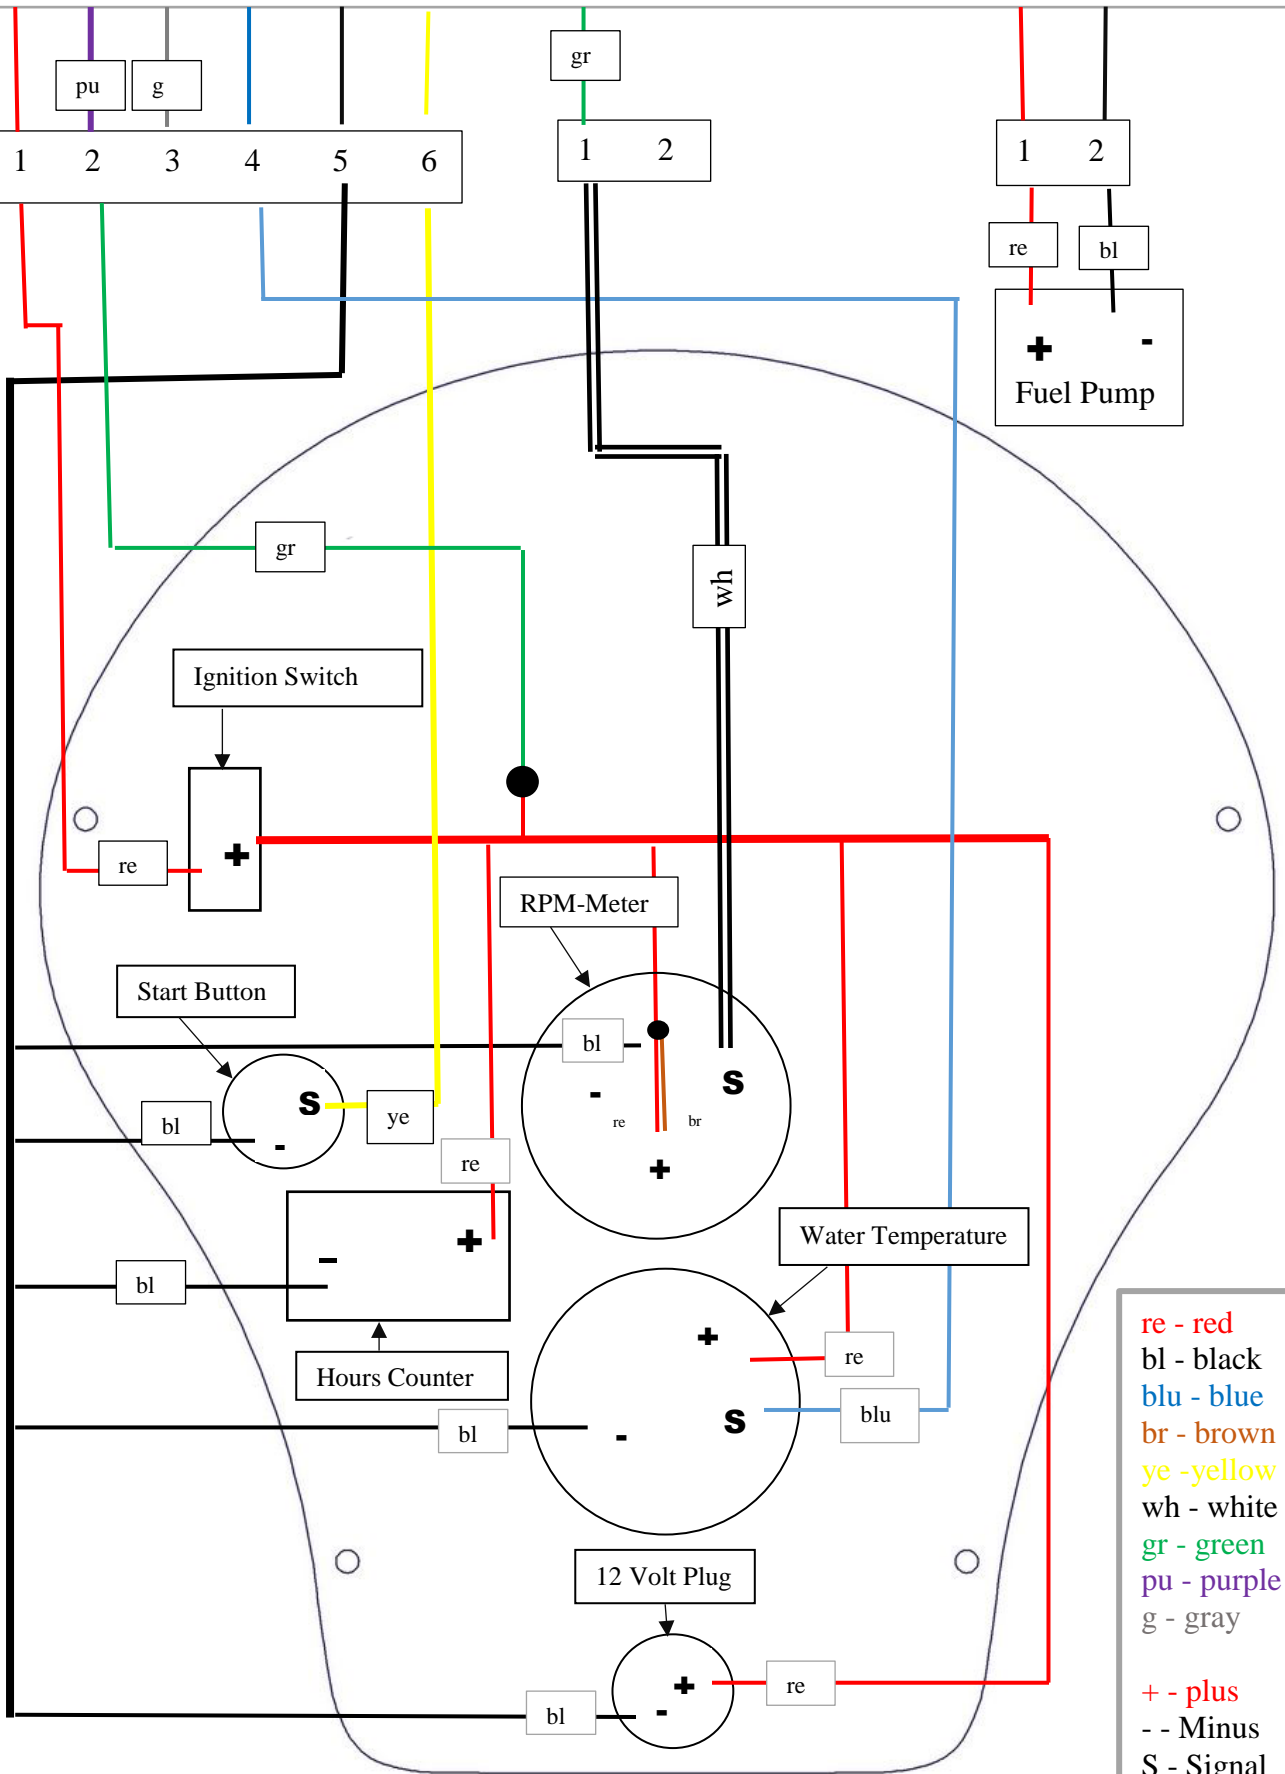 pu g gr
1 2 3 4 5 6 1 2 1 2
re bl
+ -
Fuel Pump
gr
wh
Ignition Switch
+
re
RPM-Meter
Start Button
bl
S
- S
ye
bl
re br
-
+
re
+
Water Temperature
-
bl
+
re
Hours Counter
blu
S
bl
-
12 Volt Plug
+
re
-
bl
re - red
bl - black
blu - blue
br - brown
ye -yellow
wh - white
gr - green
pu - purple
g - gray
+ - plus
- - Minus
S - Signal